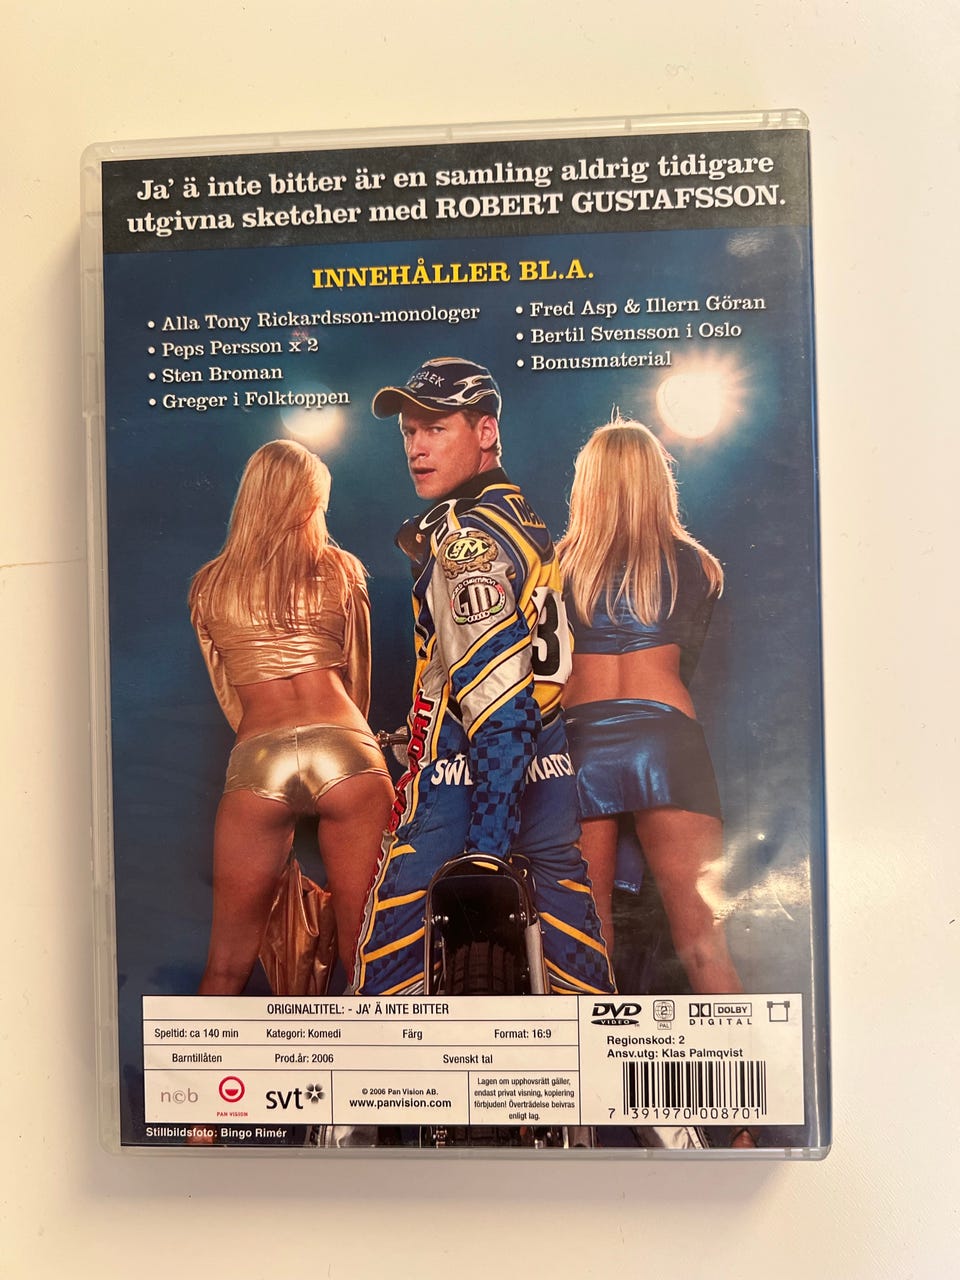 Ja' ä inte bitter är en samling aldrig tidigare
utgivna sketcher med ROBERT GUSTAFSSON.
INNEHÅLLER BL.A.
• Alla Tony Rickardsson-monologer
• Peps Persson x 2
• Sten Broman
• Greger i Folktoppen
• Fred Asp & Illern Göran
• Bertil Svensson i Oslo
• Bonusmaterial
GM
3
ORIGINALTITEL: - JA' Ä INTE BITTER
Speltid: ca 140 min Kategori: Komedi Färg Format: 16:9
Barntillåten Prod.år: 2006 Svenskt tal
n©b
PAN VISION
svt
© 2006 Pan Vision AB.
www.panvision.com
Lagen om upphovsrätt gäller,
endast privat visning, kopiering
förbjuden! Överträdelse beivras
enligt lag.
DVD
VIDEO
2
PAL
DOLBY
DIGITAL
Regionskod: 2
Ansv.utg: Klas Palmqvist
7 391970 008701
Stillbildsfoto: Bingo Rimér